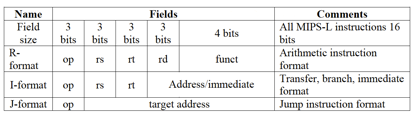 Name Fields Comments
Field size 3 bits 3 bits 3 bits 3 bits 4 bits All MIPS-L instructions 16 bits
R-format op rs rt rd funct Arithmetic instruction format
I-format op rs rt Address/immediate Transfer, branch, immediate format
J-format op target address Jump instruction format